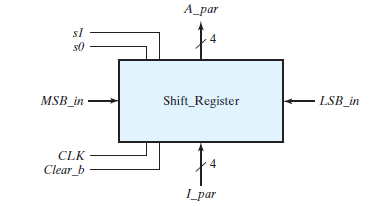 A_par
s1
s0
4
MSB_in
Shift_Register
LSB_in
CLK
Clear_b
4
I_par